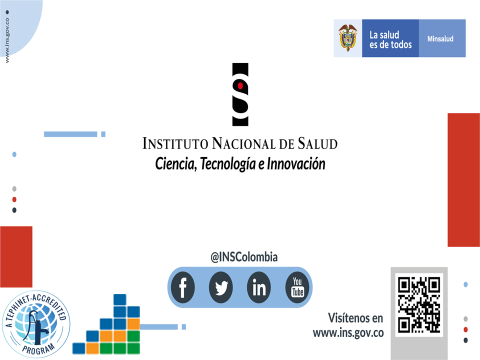 www.ins.gov.co
La salud
es de todos
Minsalud
INSTITUTO NACIONAL DE SALUD
Ciencia, Tecnología e Innovación
@INSColombia
You
Tube
Visítenos en
www.ins.gov.co
A TEPHINET-ACCREDITED
PROGRAM